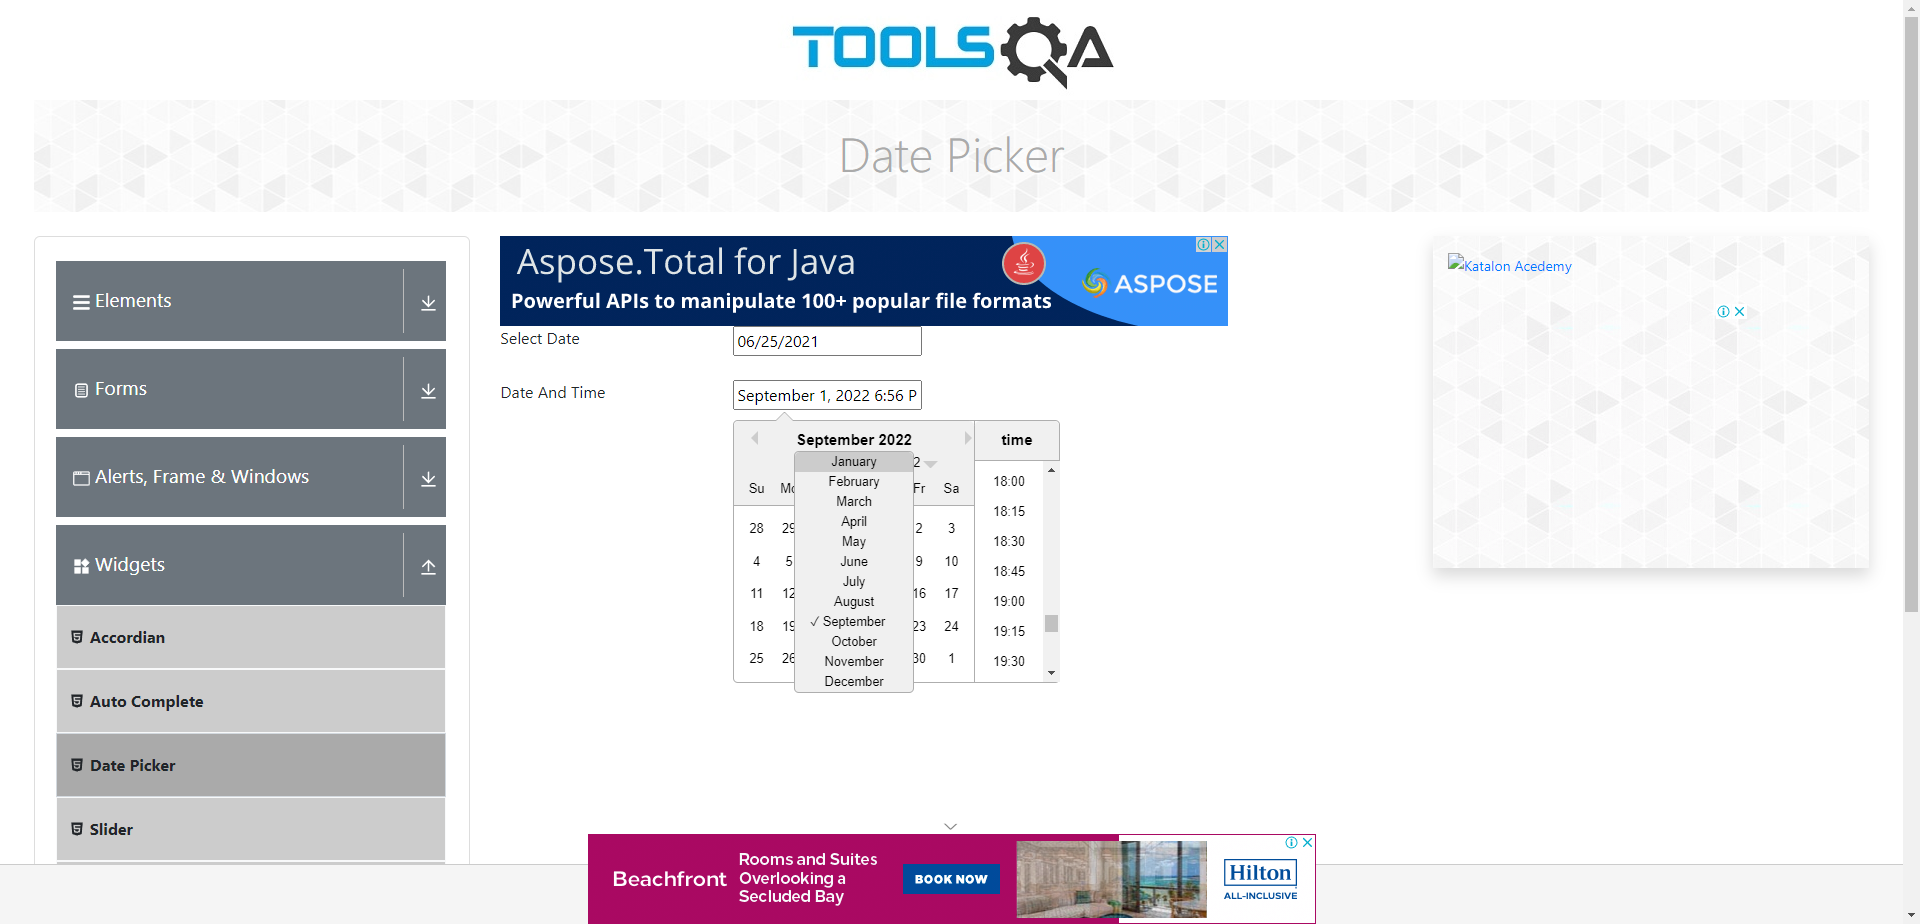 TOOLSQA
Date Picker
Elements
Forms
Alerts, Frame & Windows
Widgets
Accordian
Auto Complete
Date Picker
Slider
Aspose.Total for Java
Powerful APIs to manipulate 100+ popular file formats
ASPOSE
Select Date
06/25/2021
Date And Time
September 1, 2022 6:56 P
September 2022
time
January
February
March
April
May
June
July
August
✓ September
October
November
December
2
Su Mo Fr Sa
28 29 2 3
4 5 9 10
11 12 16 17
18 19 23 24
25 26 30 1
18:00
18:15
18:30
18:45
19:00
19:15
19:30
Katalon Acedemy
Beachfront
Rooms and Suites
Overlooking a
Secluded Bay
BOOK NOW
Hilton
ALL-INCLUSIVE